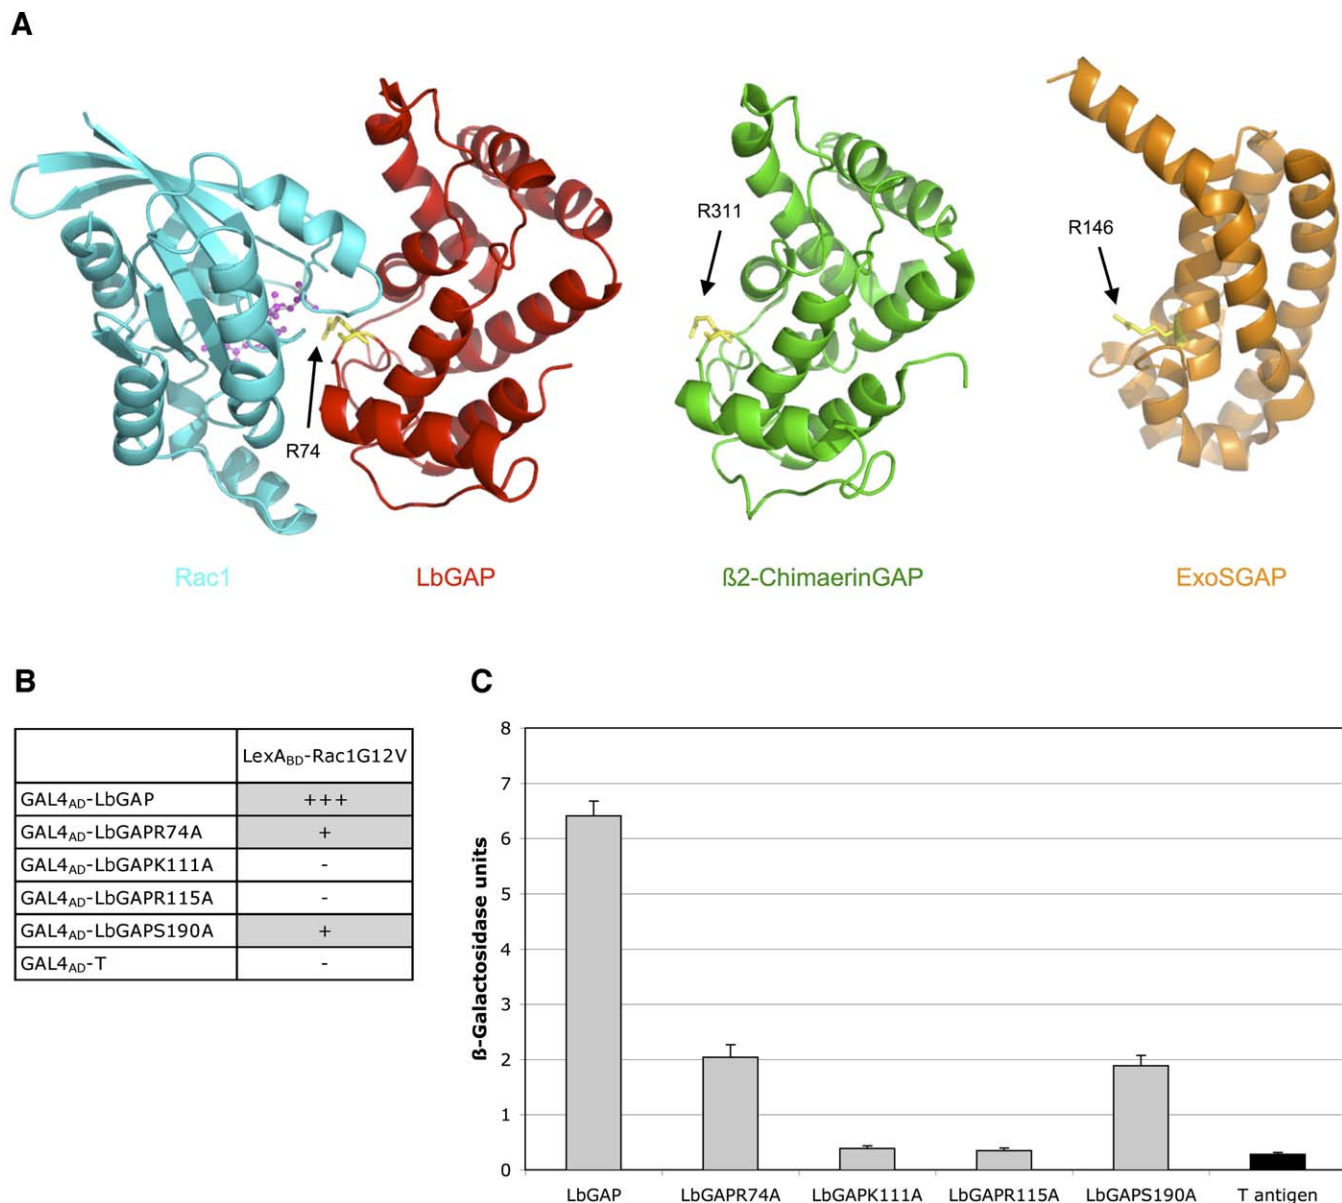 A
R311
R146
R74
Rac1 LbGAP ß2-ChimaerinGAP ExoSGAP
B
LexABD-Rac1G12V
GAL4AD-LbGAP +++
GAL4AD-LbGAPR74A +
GAL4AD-LbGAPK111A -
GAL4AD-LbGAPR115A -
GAL4AD-LbGAPS190A +
GAL4AD-T -
C
ß-Galactosidase units
8
7
6
5
4
3
2
1
0
LbGAP LbGAPR74A LbGAPK111A LbGAPR115A LbGAPS190A T antigen